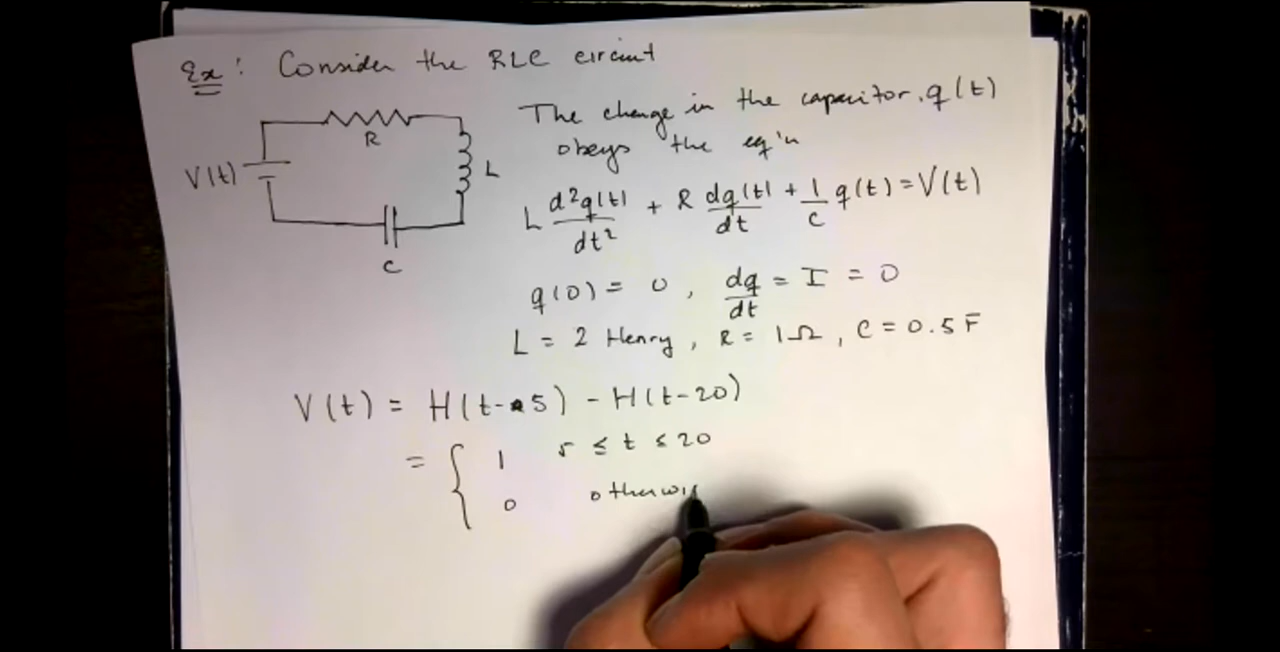 Ex: Consider the RLC circuit
R
V(t)
L
C
The change in the capacitor, q(t)
obeys the eq'n
L d²q(t)/dt² + R dq(t)/dt + 1/C q(t) = V(t)
q(0) = 0, dq/dt = I = 0
L = 2 Henry, R = 1Ω, C = 0.5 F
V(t) = H(t-5) - H(t-20)
= { 1 5 ≤ t ≤ 20
0 otherwis